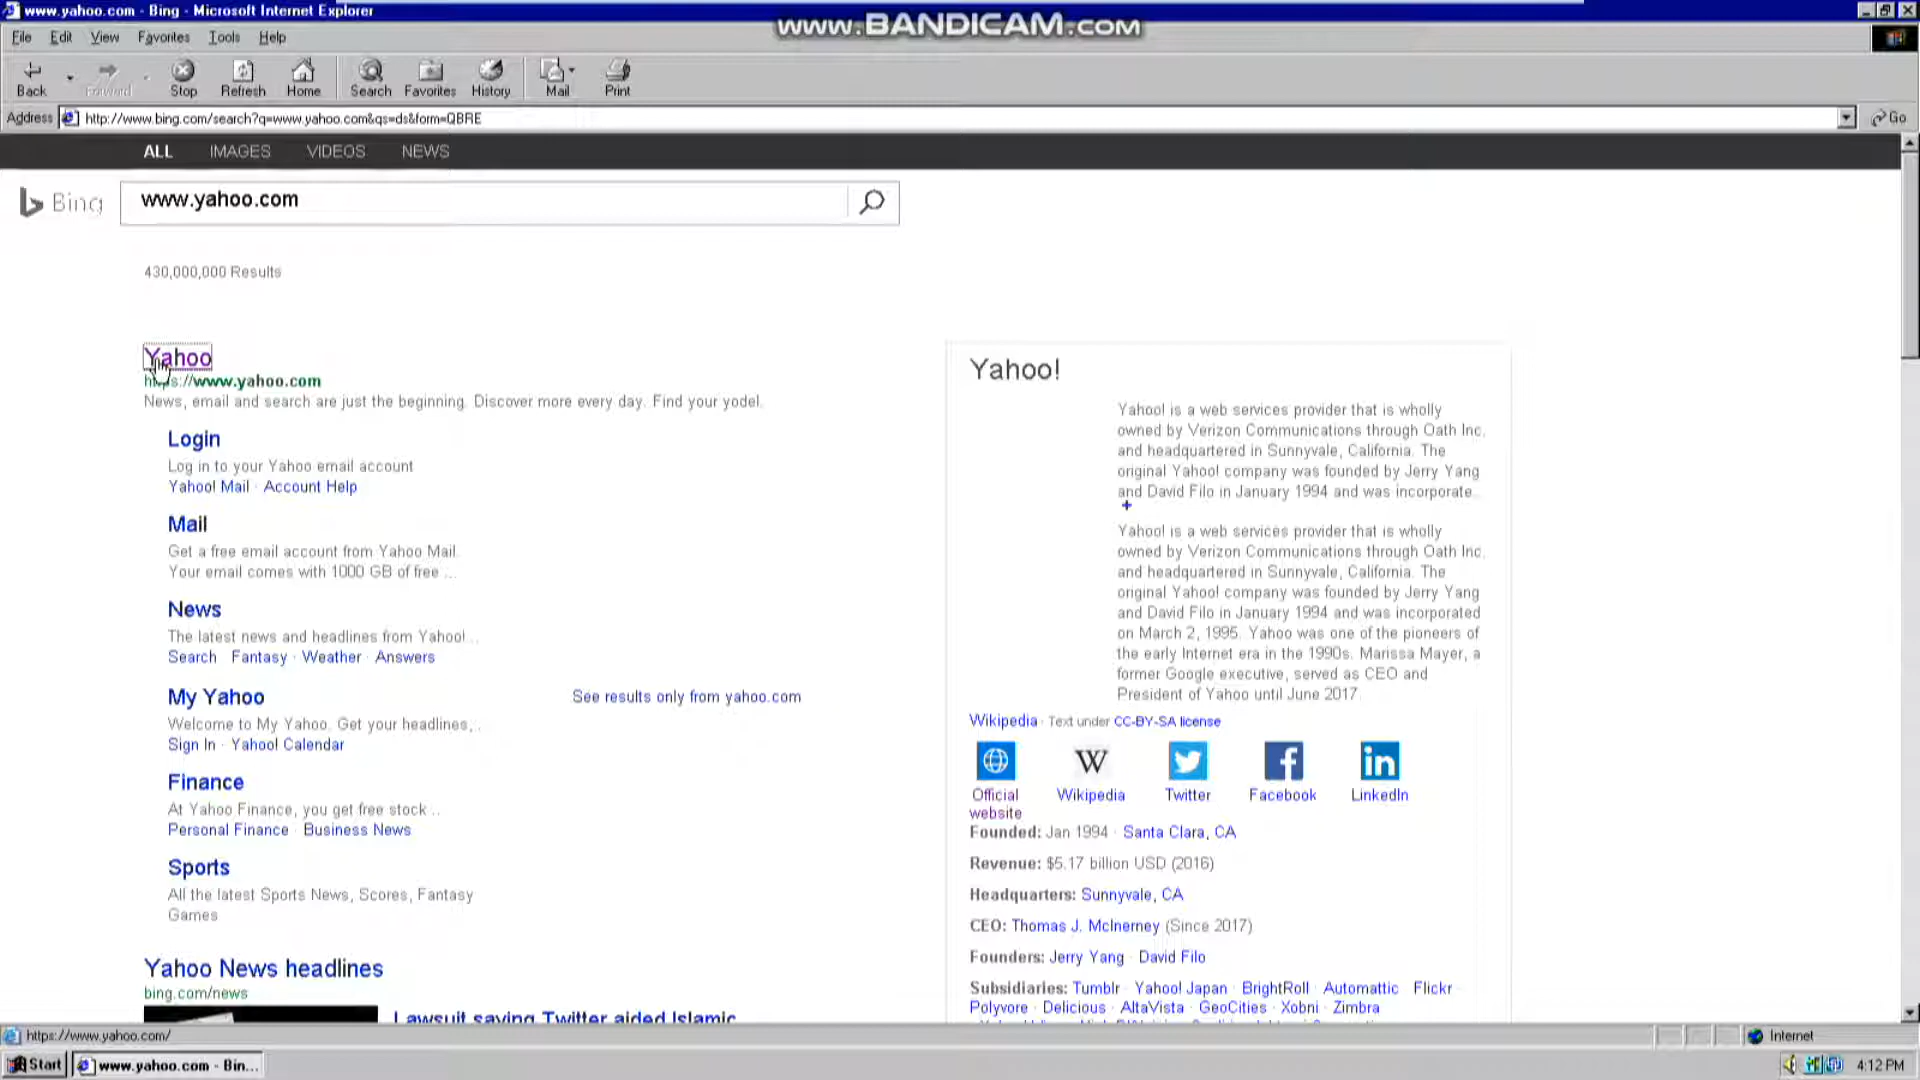 www.yahoo.com - Bing - Microsoft Internet Explorer
www.BANDICAM.com
File Edit View Favorites Tools Help
Back Forward Stop Refresh Home Search Favorites History Mail Print
Address http://www.bing.com/search?q=www.yahoo.com&qs=ds&form=QBRE Go
ALL IMAGES VIDEOS NEWS
Bing www.yahoo.com
430,000,000 Results
Yahoo
https://www.yahoo.com
News, email and search are just the beginning. Discover more every day. Find your yodel.
Login
Log in to your Yahoo email account
Yahoo! Mail · Account Help
Mail
Get a free email account from Yahoo Mail.
Your email comes with 1000 GB of free ...
News
The latest news and headlines from Yahoo! ...
Search · Fantasy · Weather · Answers
My Yahoo
Welcome to My Yahoo. Get your headlines, ...
Sign In · Yahoo! Calendar
See results only from yahoo.com
Finance
At Yahoo Finance, you get free stock ...
Personal Finance · Business News
Sports
All the latest Sports News, Scores, Fantasy
Games
Yahoo News headlines
bing.com/news
Lawsuit saying Twitter aided Islamic
Yahoo!
Yahoo! is a web services provider that is wholly
owned by Verizon Communications through Oath Inc.
and headquartered in Sunnyvale, California. The
original Yahoo! company was founded by Jerry Yang
and David Filo in January 1994 and was incorporate...
+
Yahoo! is a web services provider that is wholly
owned by Verizon Communications through Oath Inc.
and headquartered in Sunnyvale, California. The
original Yahoo! company was founded by Jerry Yang
and David Filo in January 1994 and was incorporated
on March 2, 1995. Yahoo was one of the pioneers of
the early Internet era in the 1990s. Marissa Mayer, a
former Google executive, served as CEO and
President of Yahoo until June 2017.
Wikipedia · Text under CC-BY-SA license
W f in
Official website Wikipedia Twitter Facebook LinkedIn
Founded: Jan 1994 · Santa Clara, CA
Revenue: $5.17 billion USD (2016)
Headquarters: Sunnyvale, CA
CEO: Thomas J. McInerney (Since 2017)
Founders: Jerry Yang · David Filo
Subsidiaries: Tumblr · Yahoo! Japan · BrightRoll · Automattic · Flickr ·
Polyvore · Delicious · AltaVista · GeoCities · Xobni · Zimbra
https://www.yahoo.com/ Internet
Start www.yahoo.com - Bin... 4:12 PM